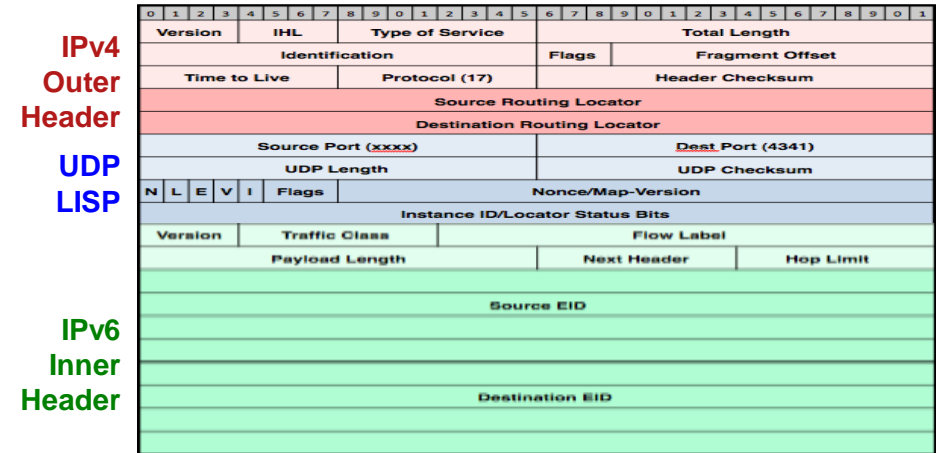 0 1 2 3 4 5 6 7 8 9 0 1 2 3 4 5 6 7 8 9 0 1 2 3 4 5 6 7 8 9 0 1
IPv4
Outer
Header
Version IHL Type of Service Total Length
Identification Flags Fragment Offset
Time to Live Protocol (17) Header Checksum
Source Routing Locator
Destination Routing Locator
UDP
Source Port (xxxx) Dest Port (4341)
UDP Length UDP Checksum
LISP
N L E V I Flags Nonce/Map-Version
Instance ID/Locator Status Bits
IPv6
Inner
Header
Version Traffic Class Flow Label
Payload Length Next Header Hop Limit
Source EID
Destination EID